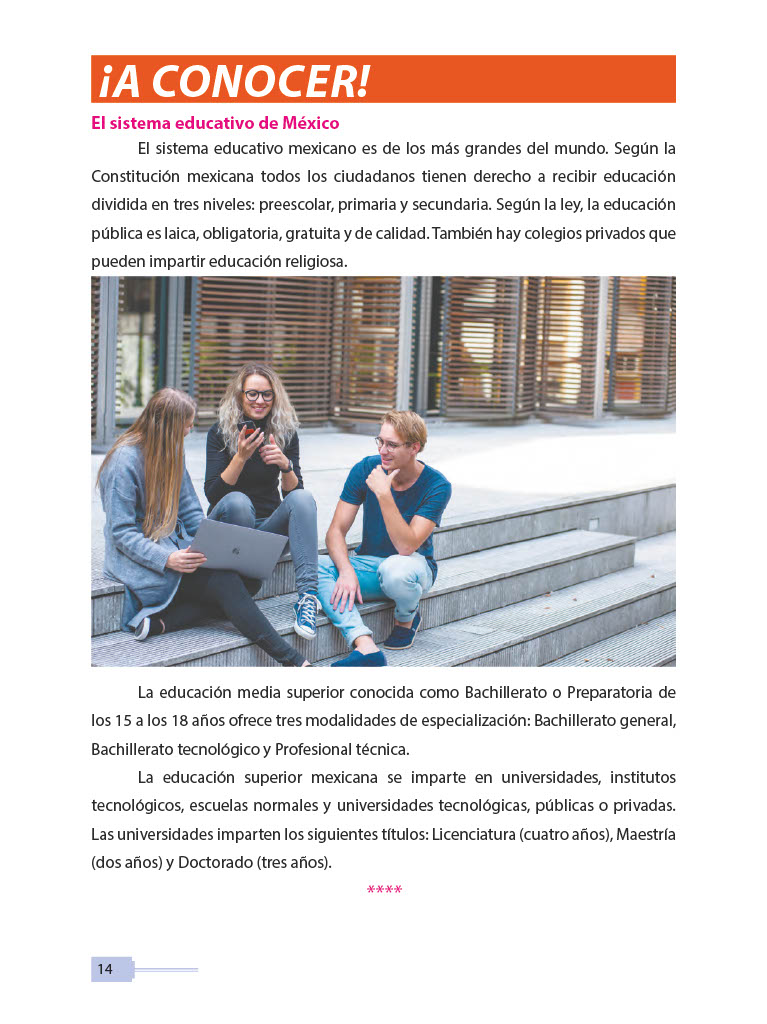 ¡A CONOCER!
El sistema educativo de México
El sistema educativo mexicano es de los más grandes del mundo. Según la
Constitución mexicana todos los ciudadanos tienen derecho a recibir educación
dividida en tres niveles: preescolar, primaria y secundaria. Según la ley, la educación
pública es laica, obligatoria, gratuita y de calidad. También hay colegios privados que
pueden impartir educación religiosa.
La educación media superior conocida como Bachillerato o Preparatoria de
los 15 a los 18 años ofrece tres modalidades de especialización: Bachillerato general,
Bachillerato tecnológico y Profesional técnica.
La educación superior mexicana se imparte en universidades, institutos
tecnológicos, escuelas normales y universidades tecnológicas, públicas o privadas.
Las universidades imparten los siguientes títulos: Licenciatura (cuatro años), Maestría
(dos años) y Doctorado (tres años).
****
14